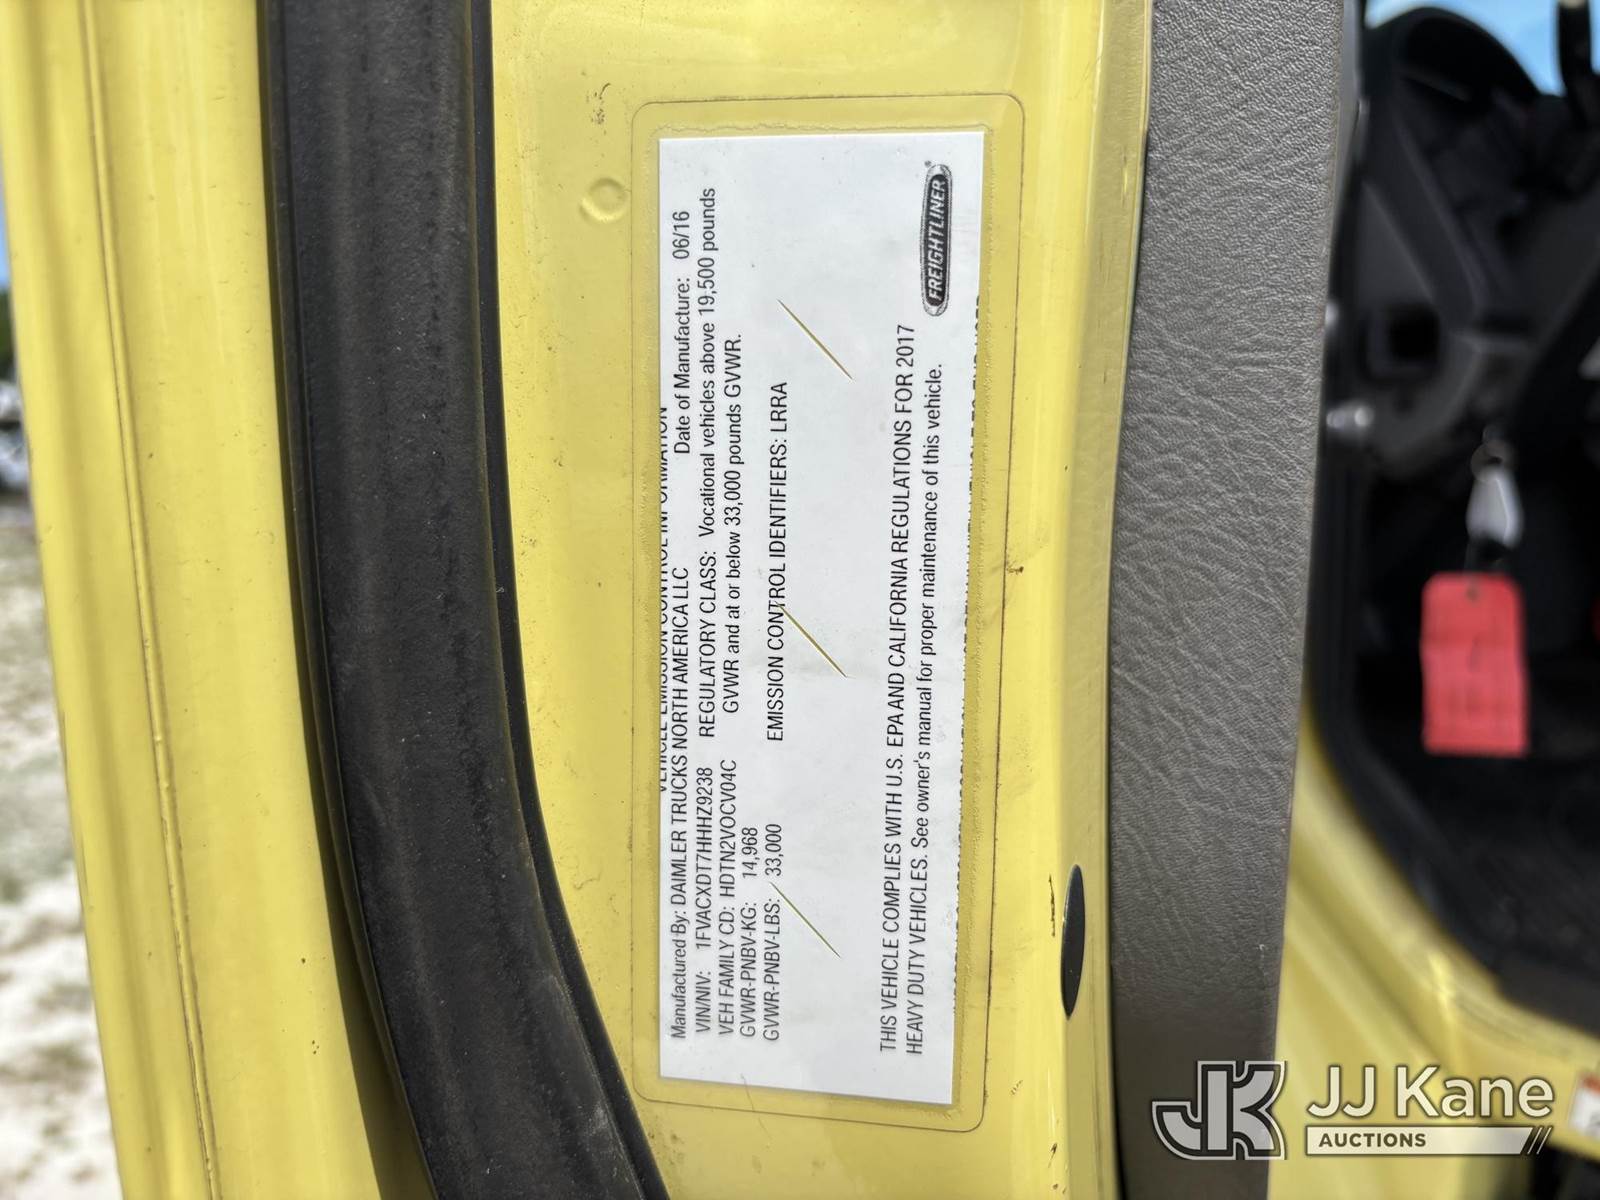 VEHICLE EMISSION CONTROL INFORMATION
Manufactured By: DAIMLER TRUCKS NORTH AMERICA LLC Date of Manufacture: 06/16
VIN/NIV: 1FVACXDT7HHHZ9238 REGULATORY CLASS: Vocational vehicles above 19,500 pounds
VEH FAMILY CD: HDTN2VOCV04C GVWR and at or below 33,000 pounds GVWR.
GVWR-PNBV-KG: 14,968
GVWR-PNBV-LBS: 33,000 EMISSION CONTROL IDENTIFIERS: LRRA
THIS VEHICLE COMPLIES WITH U.S. EPA AND CALIFORNIA REGULATIONS FOR 2017
HEAVY DUTY VEHICLES. See owner's manual for proper maintenance of this vehicle.
FREIGHTLINER®
JK JJ Kane
AUCTIONS